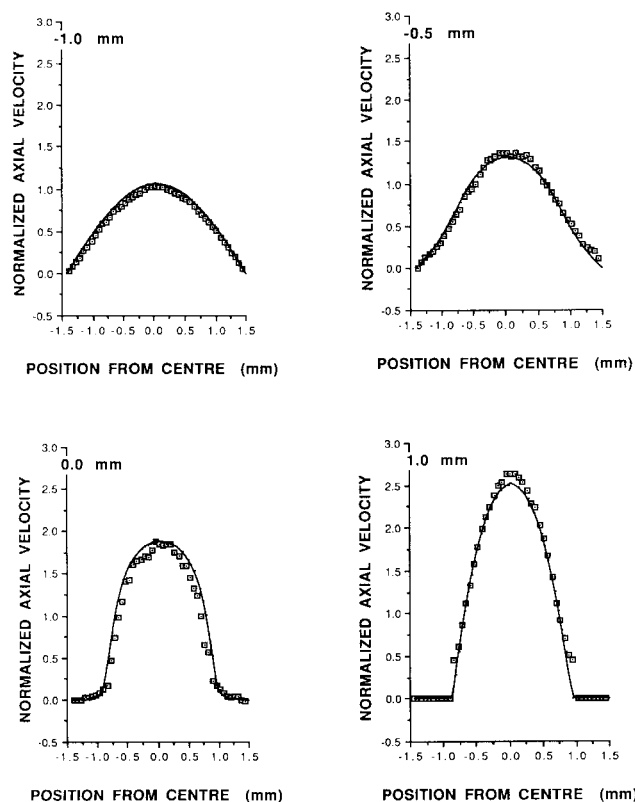 3.0
-1.0 mm
2.5
2.0
1.5
1.0
0.5
0.0
-0.5
NORMALIZED AXIAL VELOCITY
-1.5 -1.0 -0.5 0.0 0.5 1.0 1.5
POSITION FROM CENTRE (mm)
3.0
-0.5 mm
2.5
2.0
1.5
1.0
0.5
0.0
-0.5
NORMALIZED AXIAL VELOCITY
-1.5 -1.0 -0.5 0.0 0.5 1.0 1.5
POSITION FROM CENTRE (mm)
3.0
0.0 mm
2.5
2.0
1.5
1.0
0.5
0.0
-0.5
NORMALIZED AXIAL VELOCITY
-1.5 -1.0 -0.5 0.0 0.5 1.0 1.5
POSITION FROM CENTRE (mm)
3.0
1.0 mm
2.5
2.0
1.5
1.0
0.5
0.0
-0.5
NORMALIZED AXIAL VELOCITY
-1.5 -1.0 -0.5 0.0 0.5 1.0 1.5
POSITION FROM CENTRE (mm)